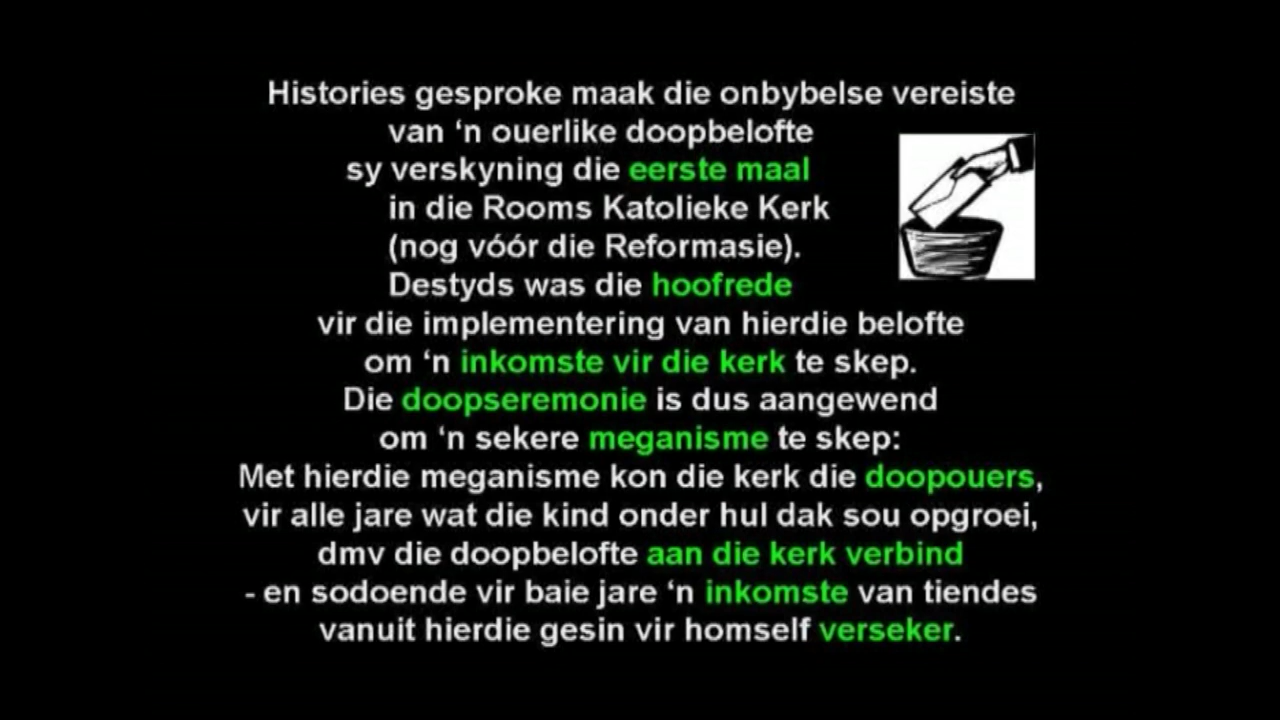 Histories gesproke maak die onbybelse vereiste
van ‘n ouerlike doopbelofte
sy verskyning die eerste maal
in die Rooms Katolieke Kerk
(nog vóór die Reformasie).
Destyds was die hoofrede
vir die implementering van hierdie belofte
om ‘n inkomste vir die kerk te skep.
Die doopseremonie is dus aangewend
om ‘n sekere meganisme te skep:
Met hierdie meganisme kon die kerk die doopouers,
vir alle jare wat die kind onder hul dak sou opgroei,
dmv die doopbelofte aan die kerk verbind
- en sodoende vir baie jare ‘n inkomste van tiendes
vanuit hierdie gesin vir homself verseker.